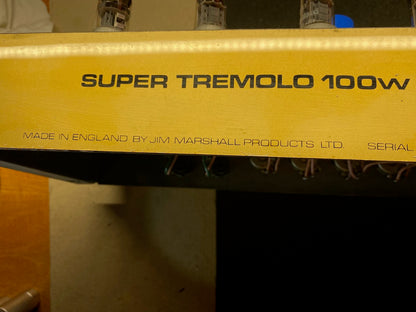 SUPER TREMOLO 100W
MADE IN ENGLAND BY JIM MARSHALL PRODUCTS LTD SERIAL